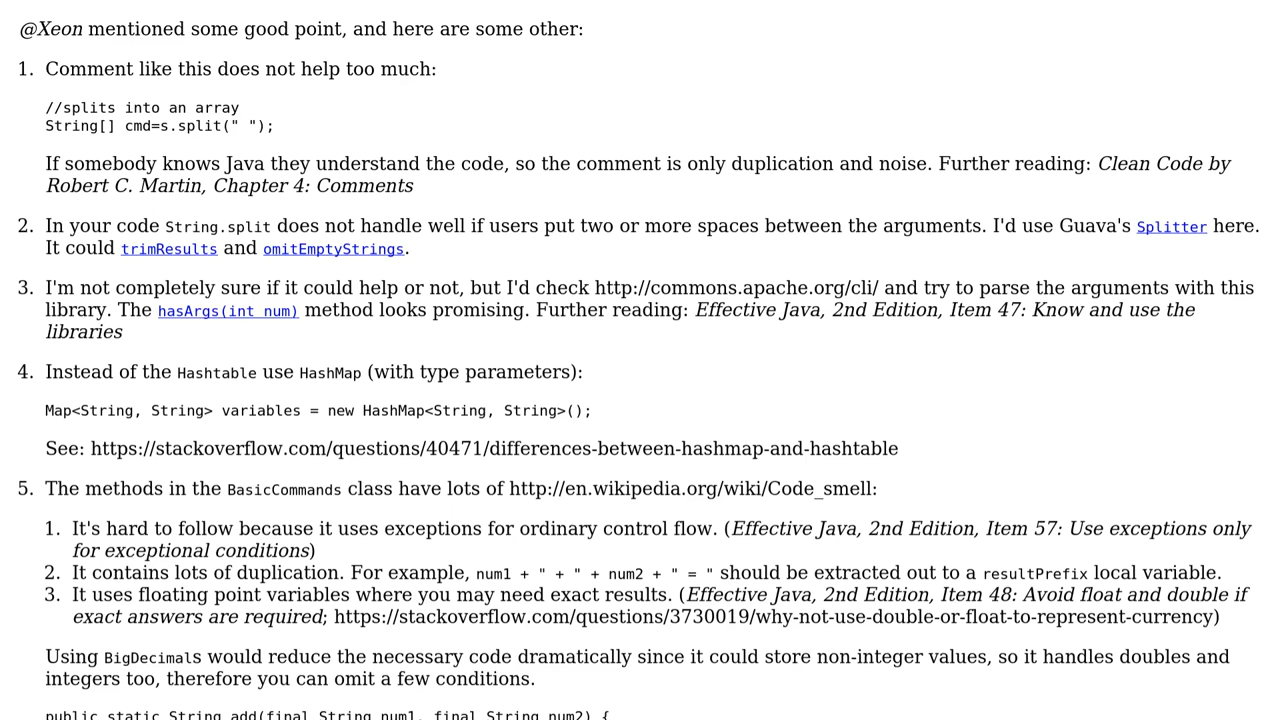 @Xeon mentioned some good point, and here are some other:
1. Comment like this does not help too much:
//splits into an array
String[] cmd=s.split(" ");
If somebody knows Java they understand the code, so the comment is only duplication and noise. Further reading: Clean Code by
Robert C. Martin, Chapter 4: Comments
2. In your code String.split does not handle well if users put two or more spaces between the arguments. I'd use Guava's Splitter here.
It could trimResults and omitEmptyStrings.
3. I'm not completely sure if it could help or not, but I'd check http://commons.apache.org/cli/ and try to parse the arguments with this
library. The hasArgs(int num) method looks promising. Further reading: Effective Java, 2nd Edition, Item 47: Know and use the
libraries
4. Instead of the Hashtable use HashMap (with type parameters):
Map<String, String> variables = new HashMap<String, String>();
See: https://stackoverflow.com/questions/40471/differences-between-hashmap-and-hashtable
5. The methods in the BasicCommands class have lots of http://en.wikipedia.org/wiki/Code_smell:
1. It's hard to follow because it uses exceptions for ordinary control flow. (Effective Java, 2nd Edition, Item 57: Use exceptions only
for exceptional conditions)
2. It contains lots of duplication. For example, num1 + " + " + num2 + " = " should be extracted out to a resultPrefix local variable.
3. It uses floating point variables where you may need exact results. (Effective Java, 2nd Edition, Item 48: Avoid float and double if
exact answers are required; https://stackoverflow.com/questions/3730019/why-not-use-double-or-float-to-represent-currency)
Using BigDecimals would reduce the necessary code dramatically since it could store non-integer values, so it handles doubles and
integers too, therefore you can omit a few conditions.
public static String add(final String num1, final String num2) {